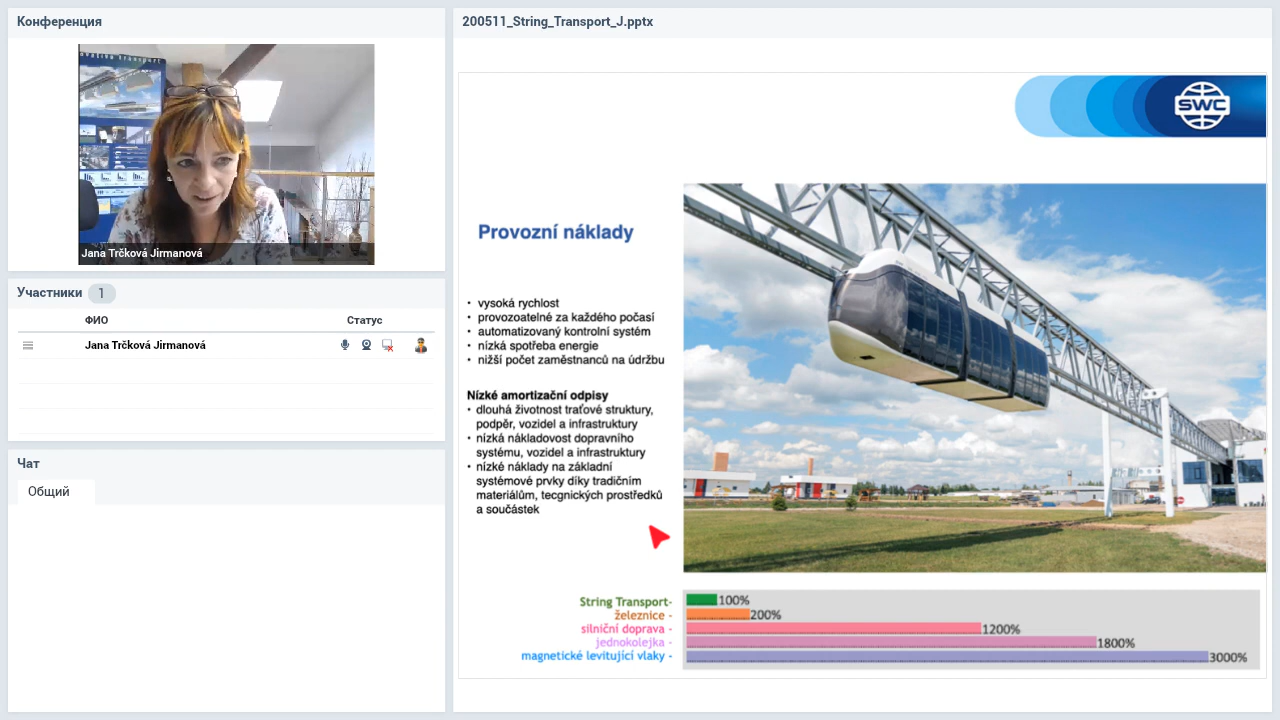 Конференция
ovative Transport
Jana Trčková Jirmanová
Участники 1
ФИО Статус
Jana Trčková Jirmanová
Чат
Общий
200511_String_Transport_J.pptx
SWC
Provozní náklady
• vysoká rychlost
• provozoatelné za každého počasí
• automatizovaný kontrolní systém
• nízká spotřeba energie
• nižší počet zaměstnanců na údržbu
Nízké amortizační odpisy
• dlouhá životnost traťové struktury,
podpěr, vozidel a infrastruktury
• nízká nákladovost dopravního
systému, vozidel a infrastruktury
• nízké náklady na základní
systémové prvky díky tradičním
materiálům, tecgnických prostředků
a součástek
String Transport- 100%
železnice - 200%
silniční doprava - 1200%
jednokolejka - 1800%
magnetické levitující vlaky - 3000%